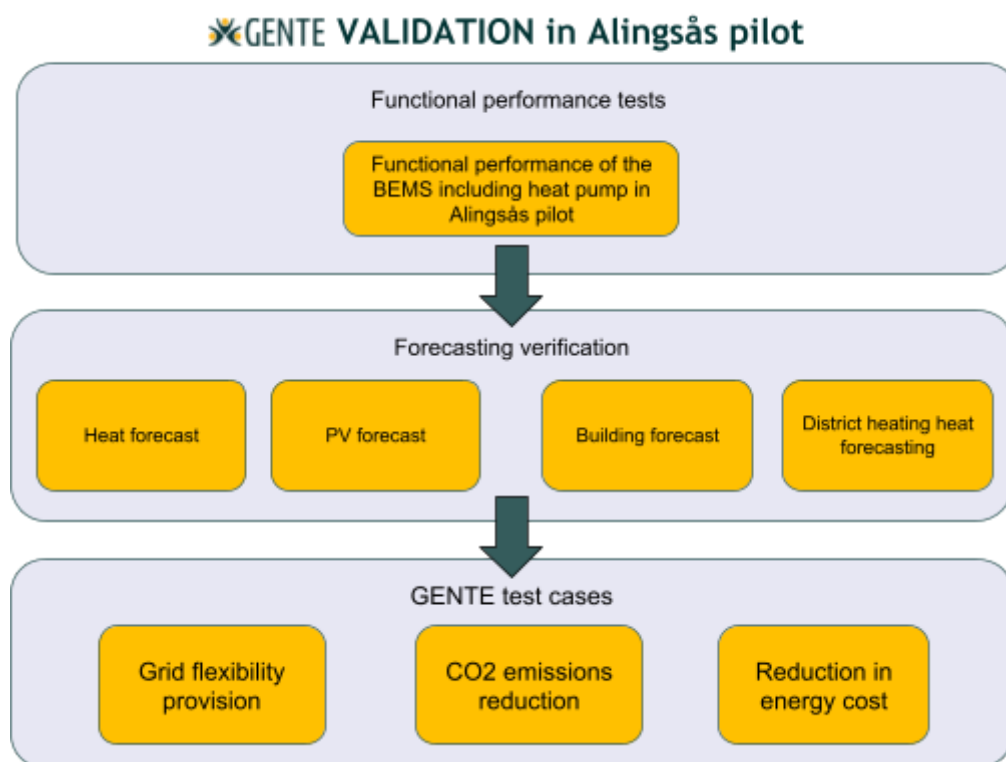 GENTE VALIDATION in Alingsås pilot
Functional performance tests
Functional performance of the
BEMS including heat pump in
Alingsås pilot
Forecasting verification
Heat forecast
PV forecast
Building forecast
District heating heat
forecasting
GENTE test cases
Grid flexibility
provision
CO2 emissions
reduction
Reduction in
energy cost